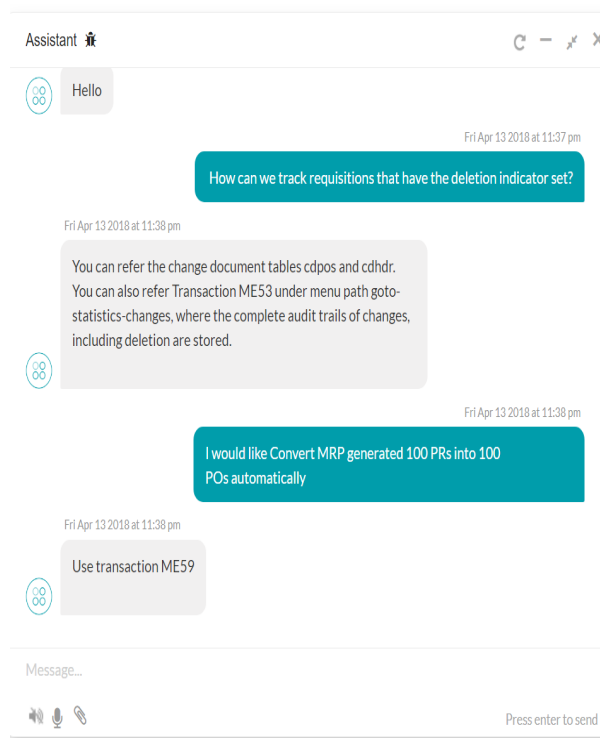 Assistant
Hello
Fri Apr 13 2018 at 11:37 pm
How can we track requisitions that have the deletion indicator set?
Fri Apr 13 2018 at 11:38 pm
You can refer the change document tables cdpos and cdhdr.
You can also refer Transaction ME53 under menu path goto-
statistics-changes, where the complete audit trails of changes,
including deletion are stored.
Fri Apr 13 2018 at 11:38 pm
I would like Convert MRP generated 100 PRs into 100
POs automatically
Fri Apr 13 2018 at 11:38 pm
Use transaction ME59
Message...
Press enter to send